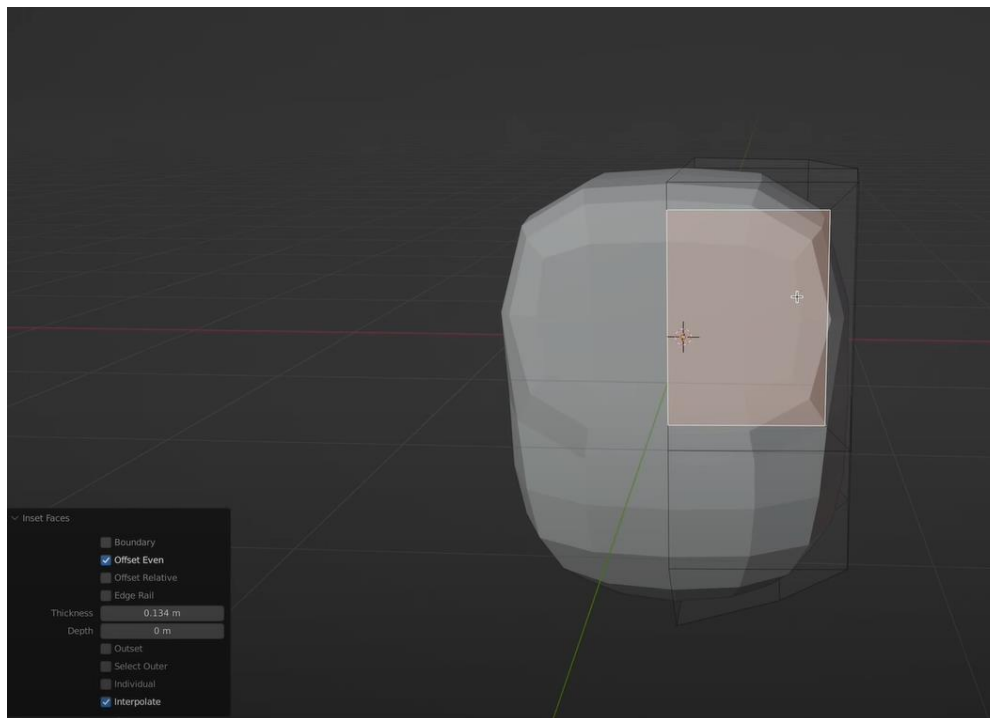 Inset Faces
Boundary
Offset Even
Offset Relative
Edge Rail
Thickness 0.134 m
Depth 0 m
Outset
Select Outer
Individual
Interpolate